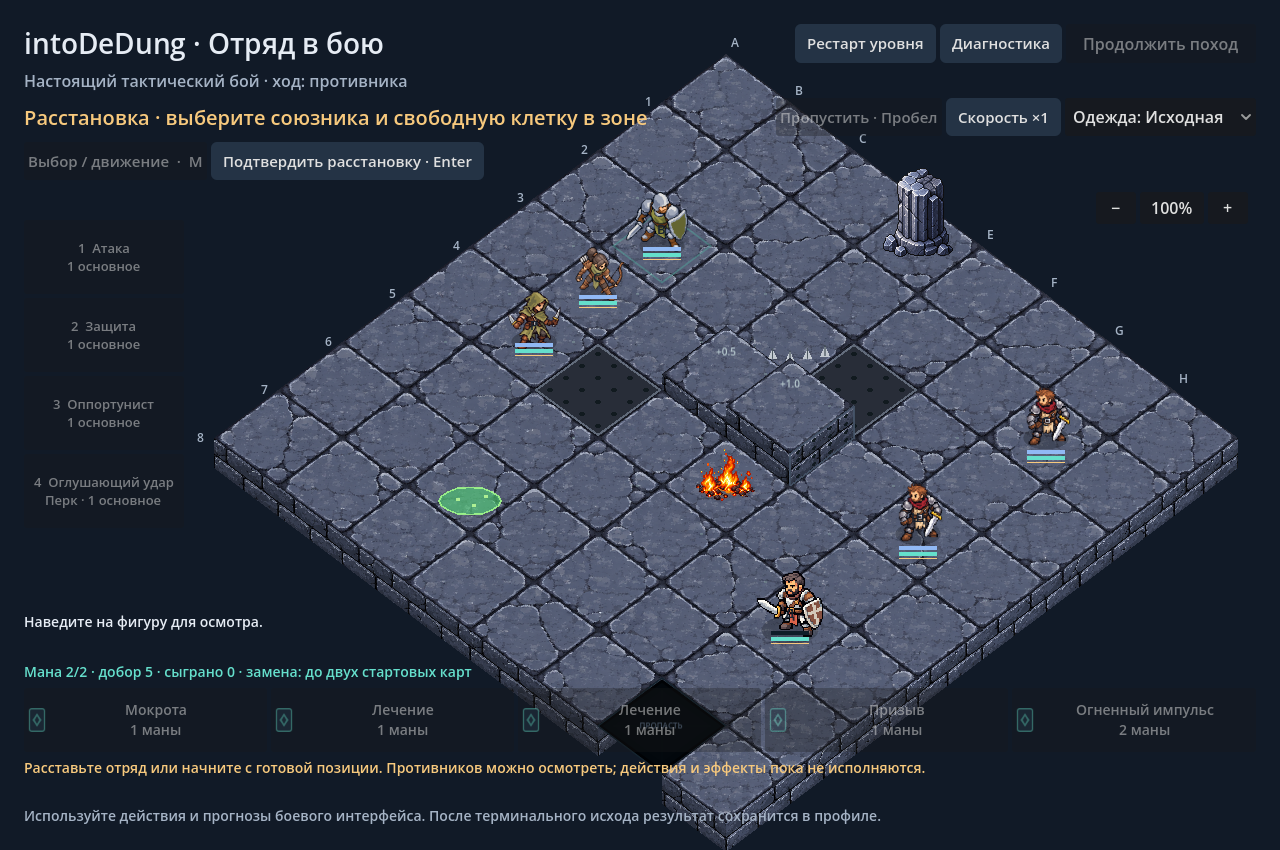 intoDeDung · Отряд в бою
Рестарт уровня
Диагностика
Продолжить поход
Настоящий тактический бой · ход: противника
Расстановка · выберите союзника и свободную клетку в зоне
Пропустить · Пробел
Скорость ×1
Одежда: Исходная
Выбор / движение · М
Подтвердить расстановку · Enter
− 100% +
A
B
C
E
F
G
H
1
2
3
4
5
6
7
8
1 Атака
1 основное
2 Защита
1 основное
3 Оппортунист
1 основное
4 Оглушающий удар
Перк · 1 основное
+0.5
+1.0
Наведите на фигуру для осмотра.
Мана 2/2 · добор 5 · сыграно 0 · замена: до двух стартовых карт
Мокрота
1 маны
Лечение
1 маны
Лечение
1 маны
ПРОПАСТЬ
Призыв
1 маны
Огненный импульс
2 маны
Расставьте отряд или начните с готовой позиции. Противников можно осмотреть; действия и эффекты пока не исполняются.
Используйте действия и прогнозы боевого интерфейса. После терминального исхода результат сохранится в профиле.